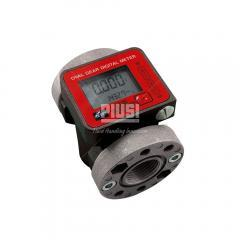 OVAL GEAR DIGITAL METER
0.000
PIUSI
Fluid Handling Innovation